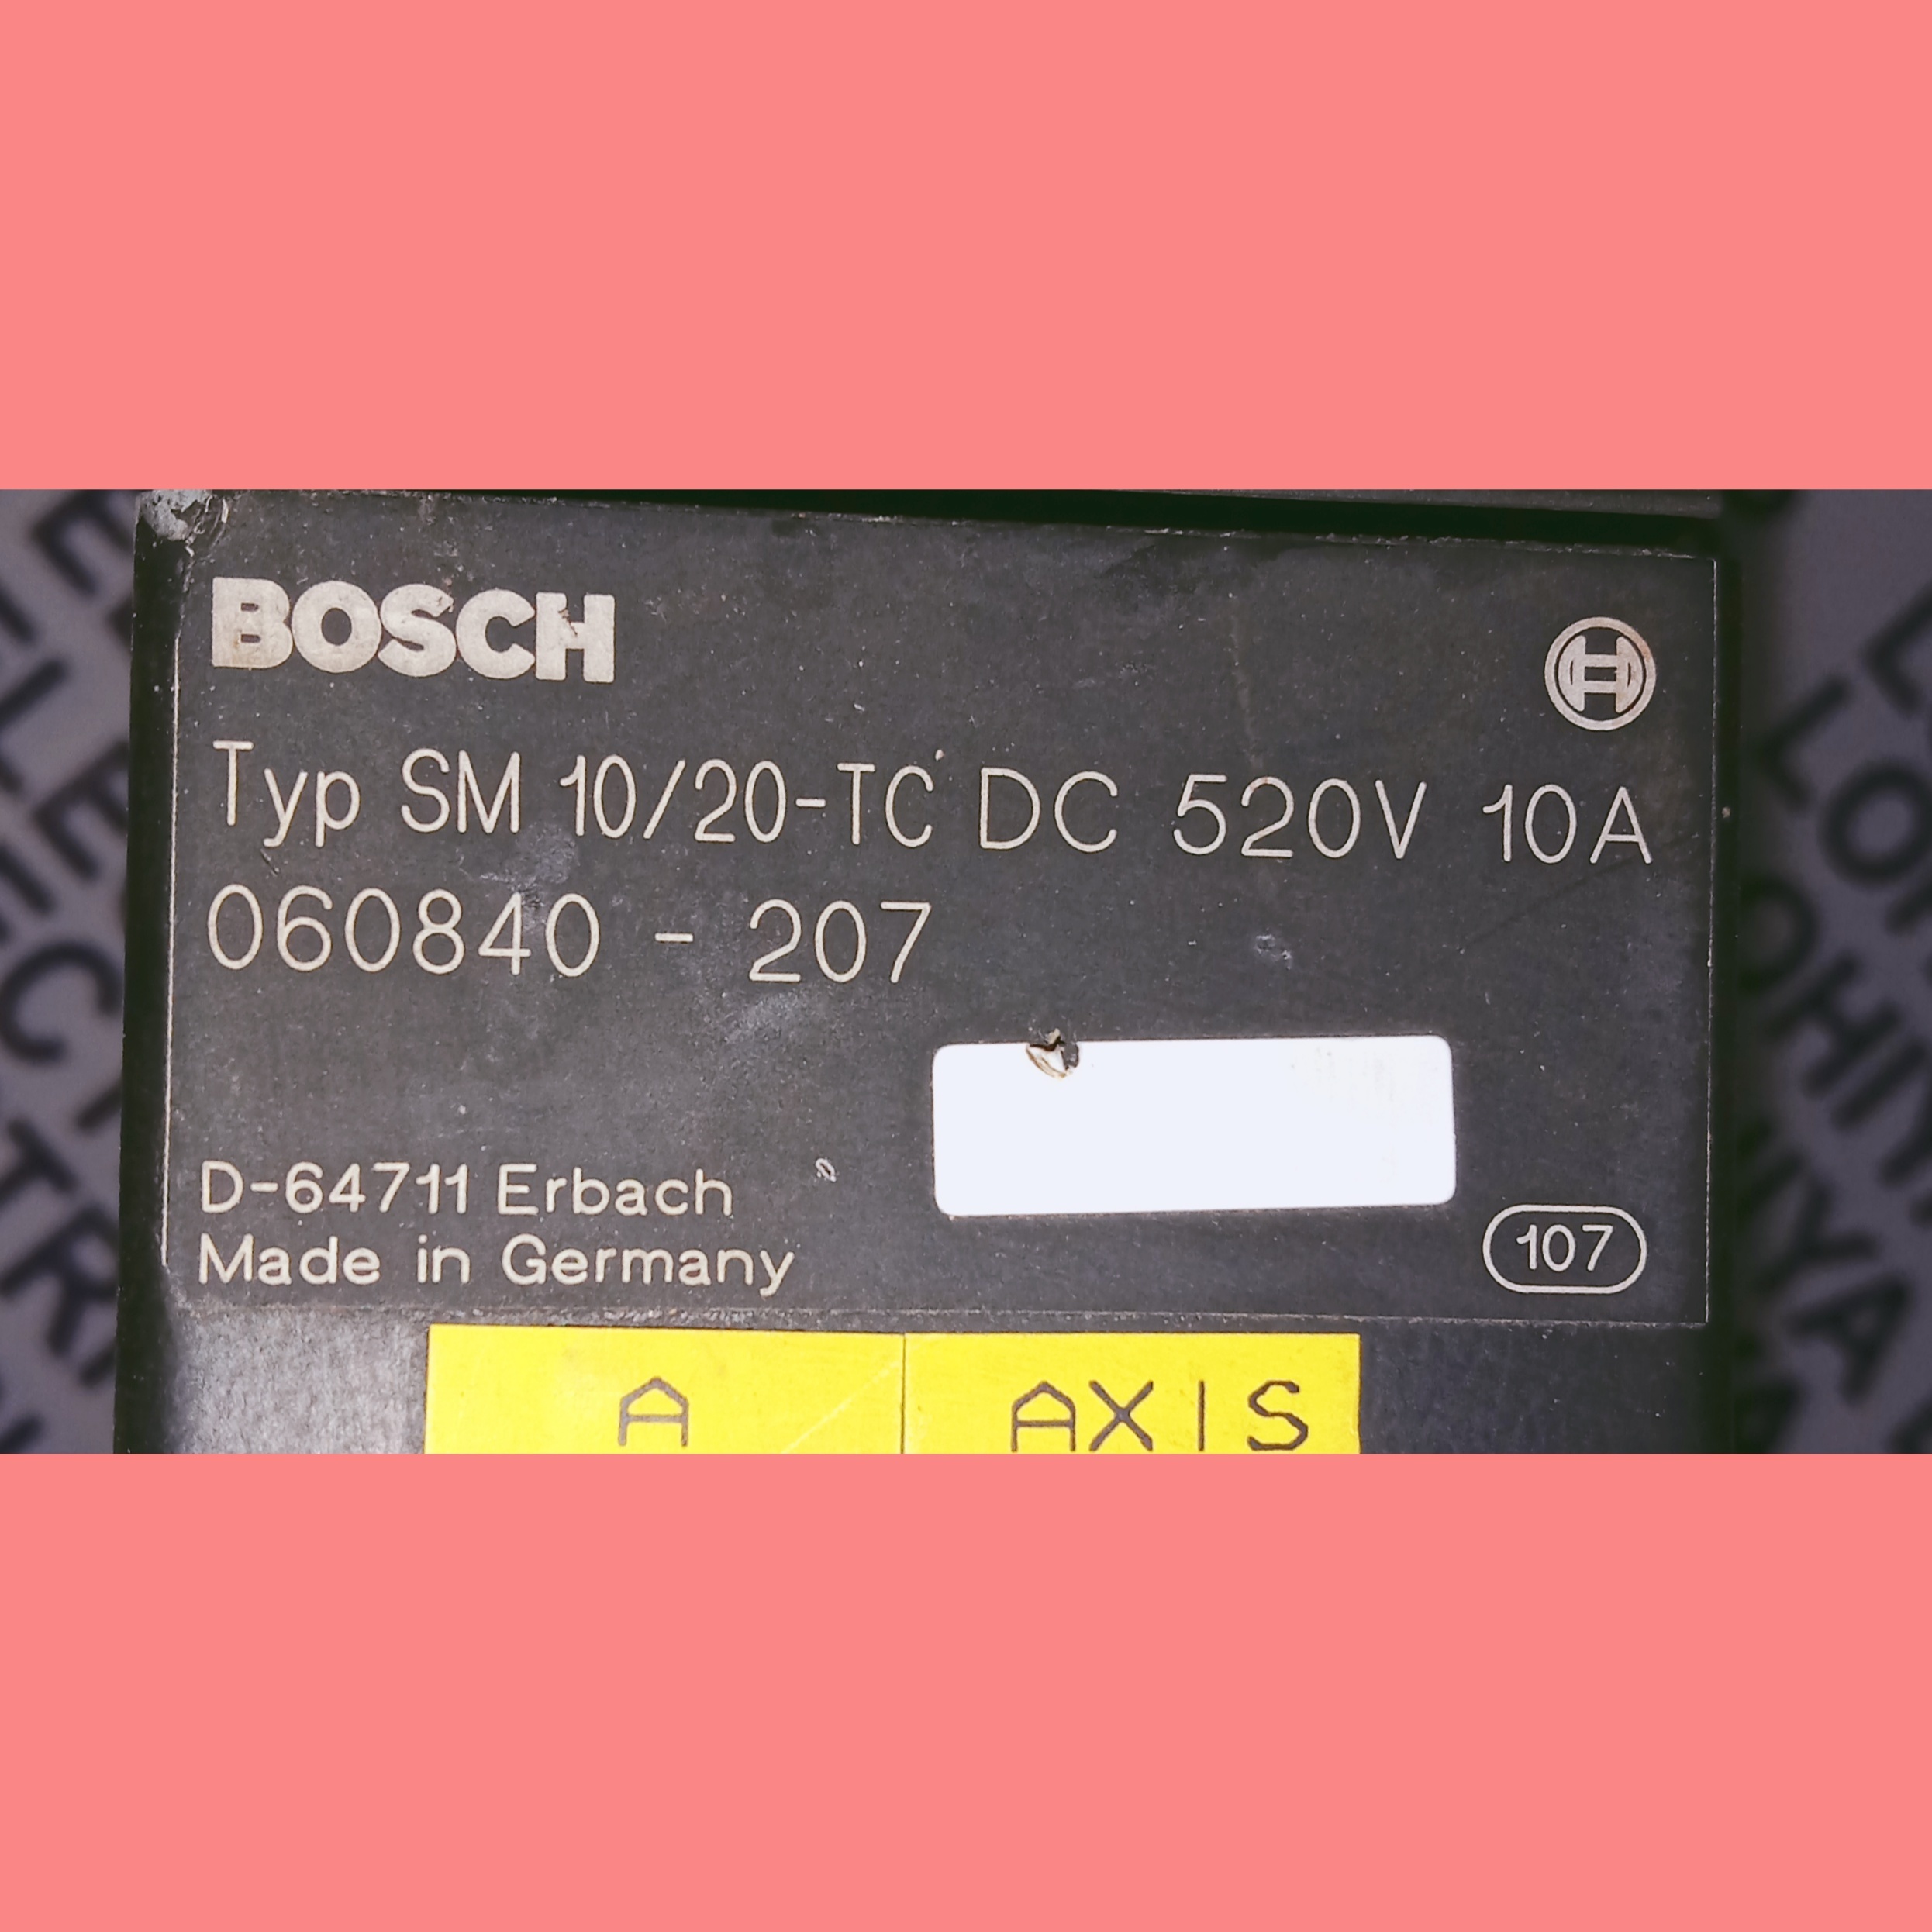 BOSCH
Typ SM 10/20-TC DC 520V 10A
060840 - 207
D-64711 Erbach
Made in Germany
107
A AXIS